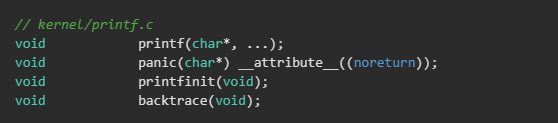 // kernel/printf.c
void            printf(char*, ...);
void            panic(char*) __attribute__((noreturn));
void            printfinit(void);
void            backtrace(void);